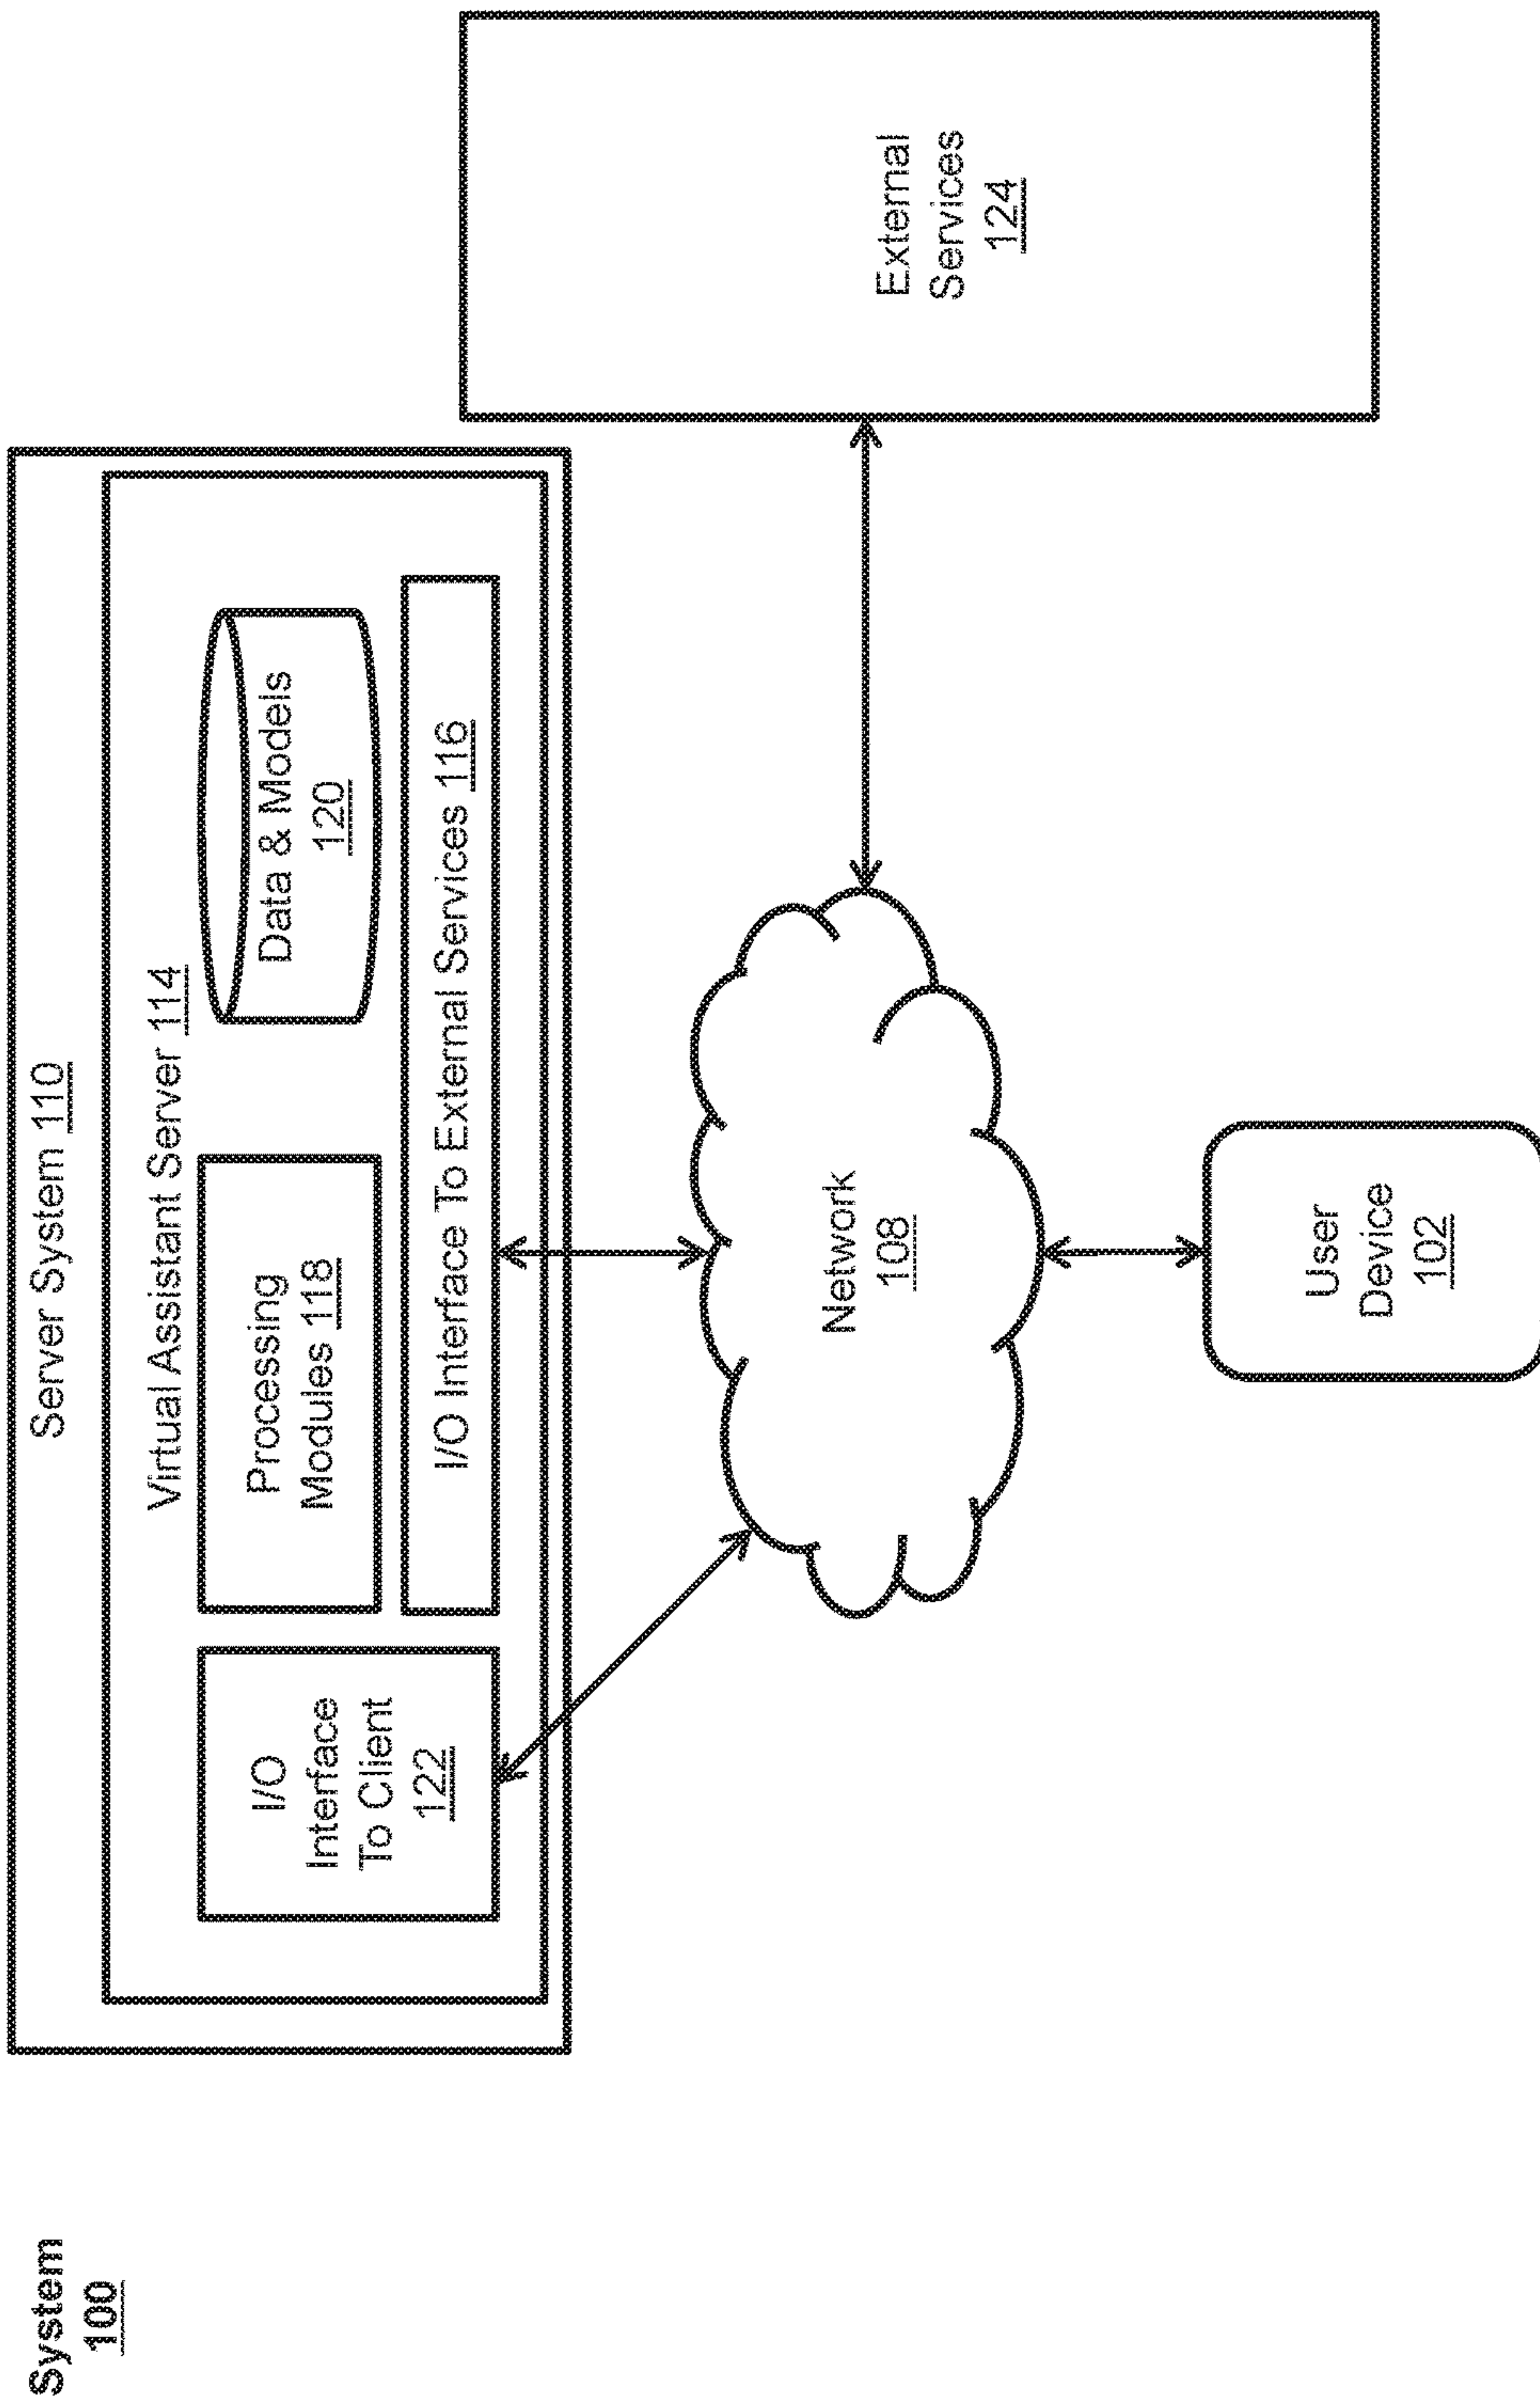 System
100
Server System 110
Virtual Assistant Server 114
I/O
Interface
To Client
122
Processing
Modules 118
Data & Models
120
I/O Interface To External Services 116
Network
108
External
Services
124
User
Device
102